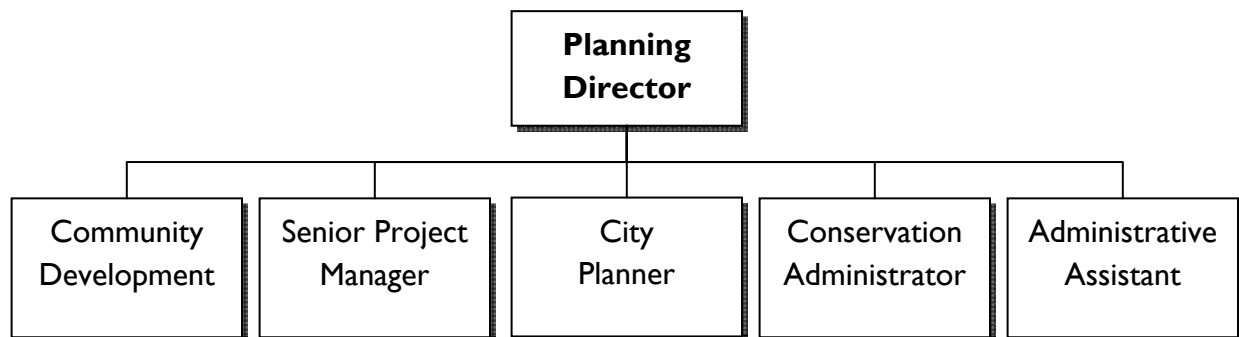 Planning
Director
Community
Development
Senior Project
Manager
City
Planner
Conservation
Administrator
Administrative
Assistant